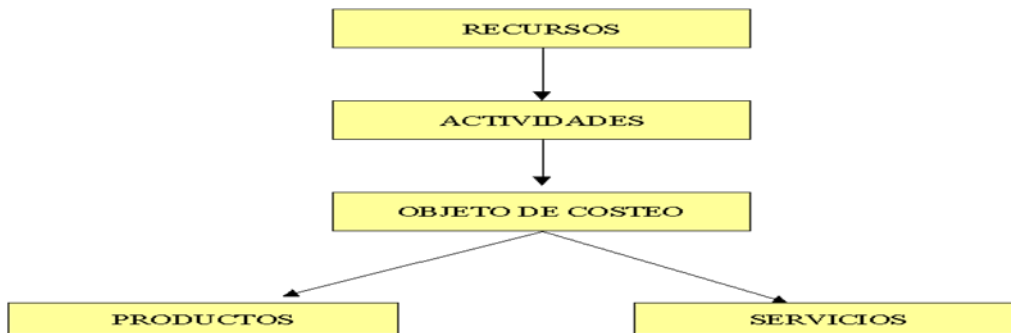 RECURSOS
ACTIVIDADES
OBJETO DE COSTEO
PRODUCTOS
SERVICIOS